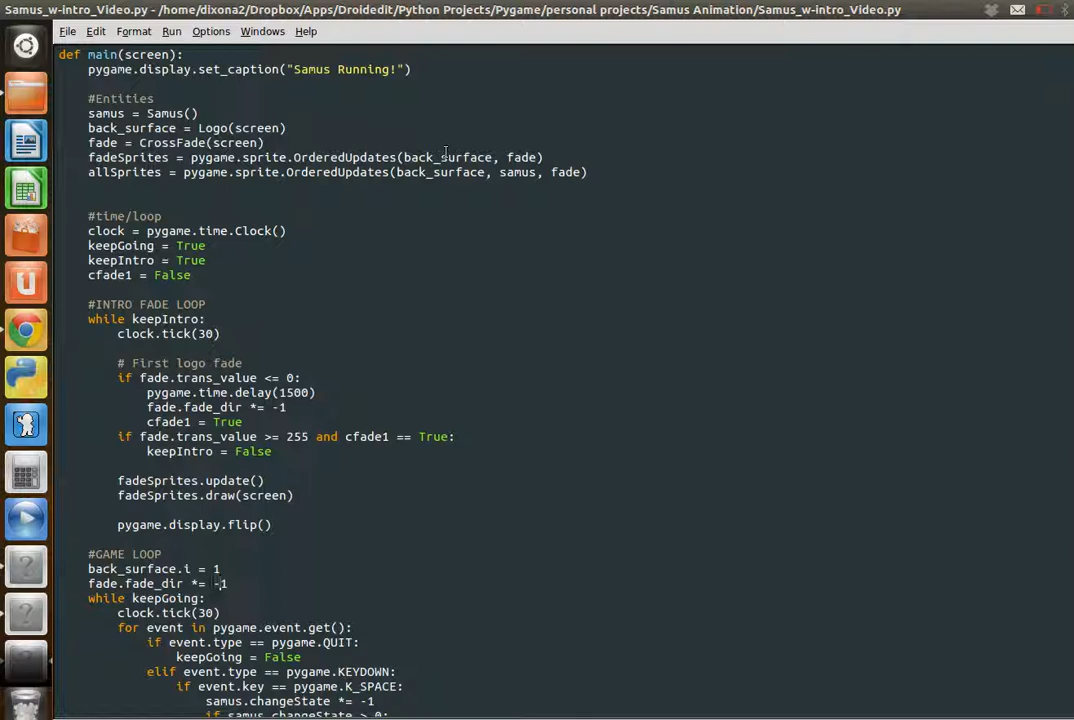 Samus_w-intro_Video.py - /home/dixona2/Dropbox/Apps/Droidedit/Python Projects/Pygame/personal projects/Samus Animation/Samus_w-intro_Video.py
File Edit Format Run Options Windows Help
def main(screen):
    pygame.display.set_caption("Samus Running!")

    #Entities
    samus = Samus()
    back_surface = Logo(screen)
    fade = CrossFade(screen)
    fadeSprites = pygame.sprite.OrderedUpdates(back_surface, fade)
    allSprites = pygame.sprite.OrderedUpdates(back_surface, samus, fade)

    #time/loop
    clock = pygame.time.Clock()
    keepGoing = True
    keepIntro = True
    cfade1 = False

    #INTRO FADE LOOP
    while keepIntro:
        clock.tick(30)

        # First logo fade
        if fade.trans_value <= 0:
            pygame.time.delay(1500)
            fade.fade_dir *= -1
            cfade1 = True
        if fade.trans_value >= 255 and cfade1 == True:
            keepIntro = False

        fadeSprites.update()
        fadeSprites.draw(screen)

        pygame.display.flip()

    #GAME LOOP
    back_surface.i = 1
    fade.fade_dir *= -1
    while keepGoing:
        clock.tick(30)
        for event in pygame.event.get():
            if event.type == pygame.QUIT:
                keepGoing = False
            elif event.type == pygame.KEYDOWN:
                if event.key == pygame.K_SPACE:
                    samus.changeState *= -1
                    if samus.changeState > 0: